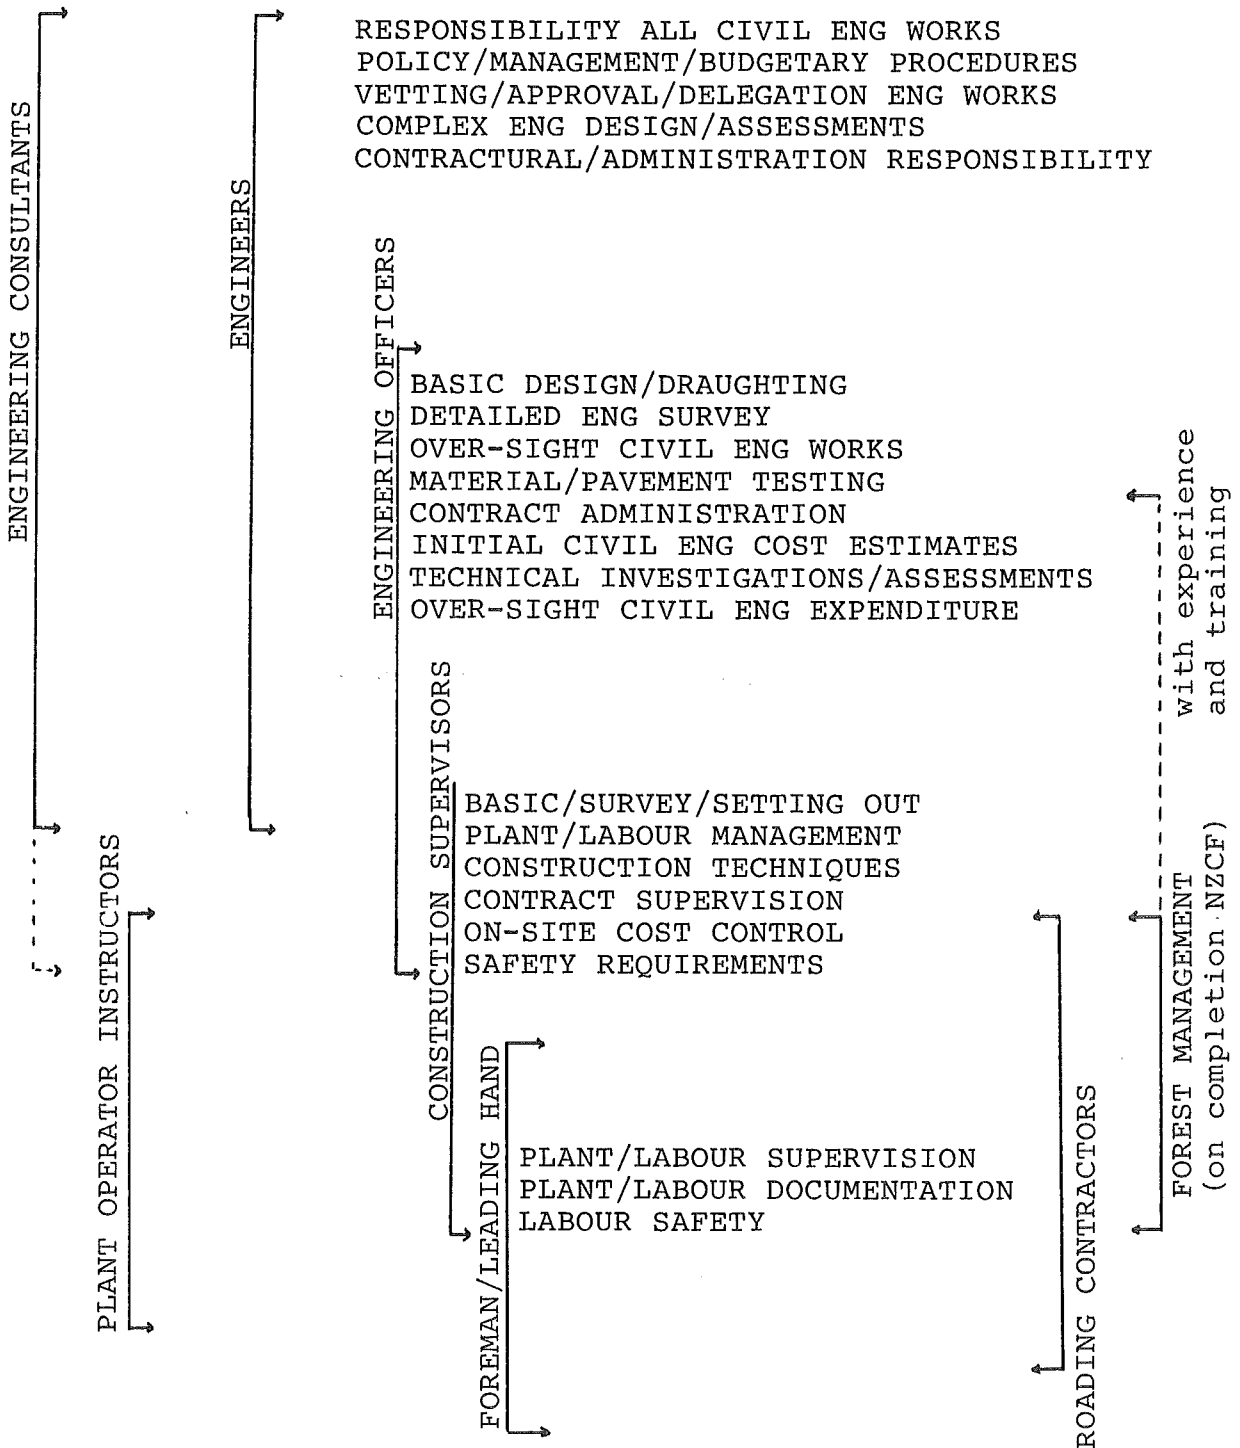 RESPONSIBILITY ALL CIVIL ENG WORKS
POLICY/MANAGEMENT/BUDGETARY PROCEDURES
VETTING/APPROVAL/DELEGATION ENG WORKS
COMPLEX ENG DESIGN/ASSESSMENTS
CONTRACTURAL/ADMINISTRATION RESPONSIBILITY
ENGINEERING CONSULTANTS
ENGINEERS
ENGINEERING OFFICERS
BASIC DESIGN/DRAUGHTING
DETAILED ENG SURVEY
OVER-SIGHT CIVIL ENG WORKS
MATERIAL/PAVEMENT TESTING
CONTRACT ADMINISTRATION
INITIAL CIVIL ENG COST ESTIMATES
TECHNICAL INVESTIGATIONS/ASSESSMENTS
OVER-SIGHT CIVIL ENG EXPENDITURE
with experience
and training
CONSTRUCTION SUPERVISORS
BASIC/SURVEY/SETTING OUT
PLANT/LABOUR MANAGEMENT
CONSTRUCTION TECHNIQUES
CONTRACT SUPERVISION
ON-SITE COST CONTROL
SAFETY REQUIREMENTS
PLANT OPERATOR INSTRUCTORS
FOREMAN/LEADING HAND
PLANT/LABOUR SUPERVISION
PLANT/LABOUR DOCUMENTATION
LABOUR SAFETY
ROADING CONTRACTORS
FOREST MANAGEMENT
(on completion NZCF)